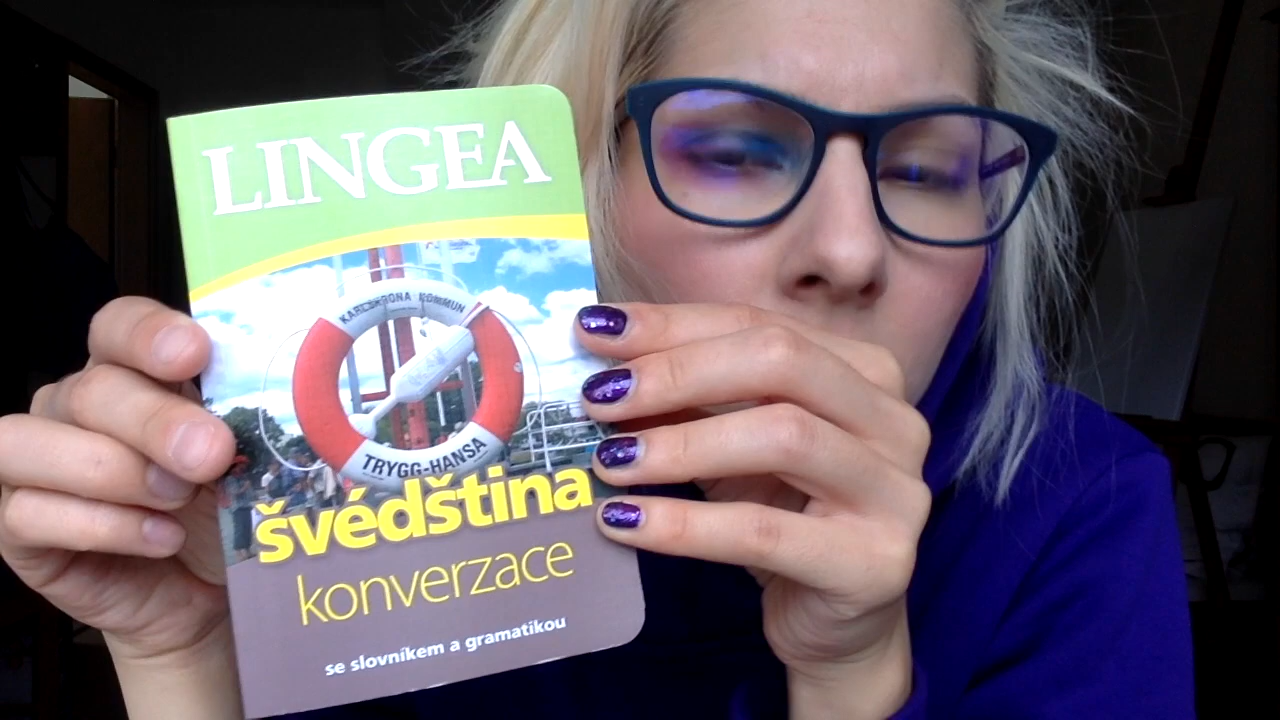 LINGEA
KARLSKRONA KOMMUN
TRYGG-HANSA
švédština
konverzace
se slovníkem a gramatikou